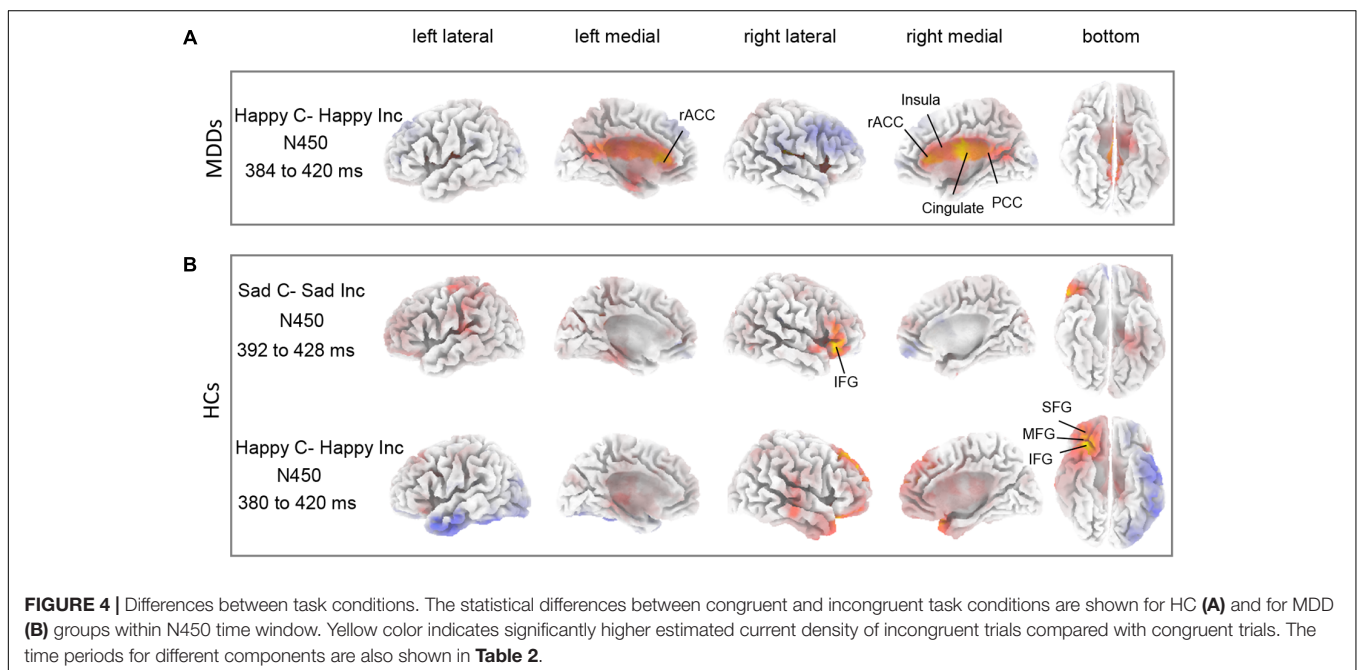 A
left lateral
left medial
right lateral
right medial
bottom
MDDs
Happy C- Happy Inc
N450
384 to 420 ms
rACC
Insula
rACC
Cingulate
PCC
B
HCs
Sad C- Sad Inc
N450
392 to 428 ms
IFG
Happy C- Happy Inc
N450
380 to 420 ms
SFG
MFG
IFG
FIGURE 4 | Differences between task conditions. The statistical differences between congruent and incongruent task conditions are shown for HC (A) and for MDD
(B) groups within N450 time window. Yellow color indicates significantly higher estimated current density of incongruent trials compared with congruent trials. The
time periods for different components are also shown in Table 2.